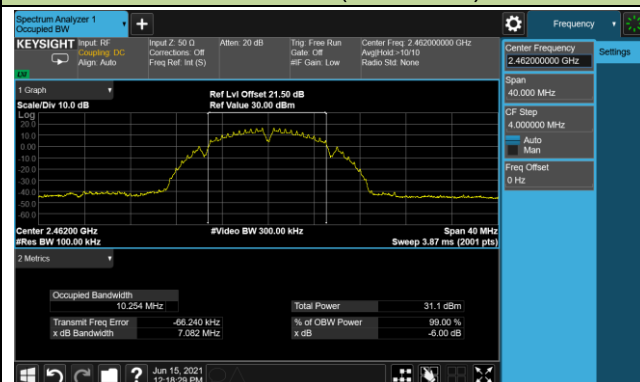 Spectrum Analyzer 1
Occupied BW
Frequency
KEYSIGHT
Input: RF
Coupling: DC
Align: Auto
Input Z: 50 Ω
Corrections: Off
Freq Ref: Int (S)
Atten: 20 dB
Trig: Free Run
Gate: Off
#IF Gain: Low
Center Freq: 2.462000000 GHz
Avg|Hold:>10/10
Radio Std: None
Center Frequency
2.462000000 GHz
Settings
Span
40.000 MHz
CF Step
4.000000 MHz
Auto
Man
Freq Offset
0 Hz
1 Graph
Scale/Div 10.0 dB
Ref Lvl Offset 21.50 dB
Ref Value 30.00 dBm
Log
20.0
10.0
0.00
-10.0
-20.0
-30.0
-40.0
-50.0
-60.0
Center 2.46200 GHz
#Res BW 100.00 kHz
#Video BW 300.00 kHz
Span 40 MHz
Sweep 3.87 ms (2001 pts)
2 Metrics
Occupied Bandwidth
10.254 MHz
Total Power
31.1 dBm
Transmit Freq Error
-66.240 kHz
% of OBW Power
99.00 %
x dB Bandwidth
7.082 MHz
x dB
-6.00 dB
?
Jun 15, 2021
12:18:29 PM